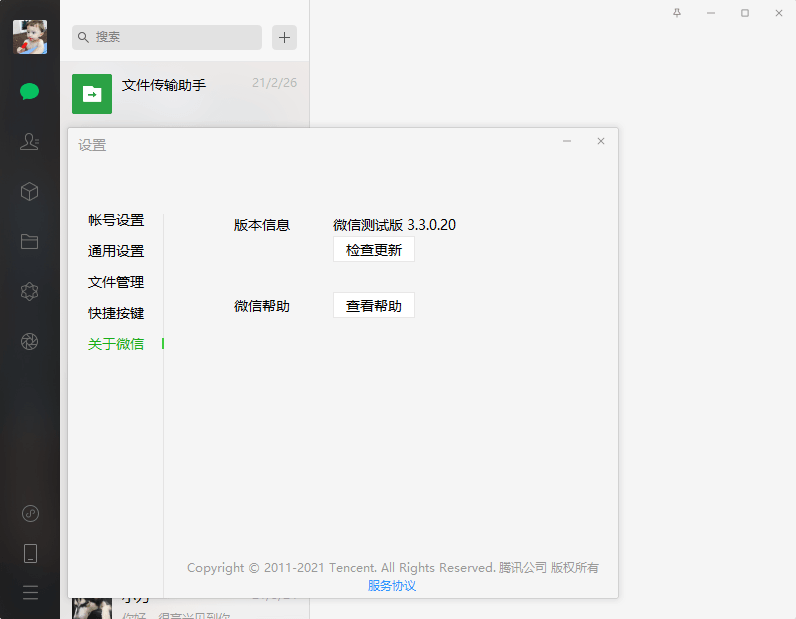 搜索
文件传输助手
21/2/26
设置
帐号设置
版本信息
微信测试版 3.3.0.20
检查更新
通用设置
文件管理
快捷按键
微信帮助
查看帮助
关于微信
Copyright © 2011-2021 Tencent. All Rights Reserved. 腾讯公司 版权所有
服务协议